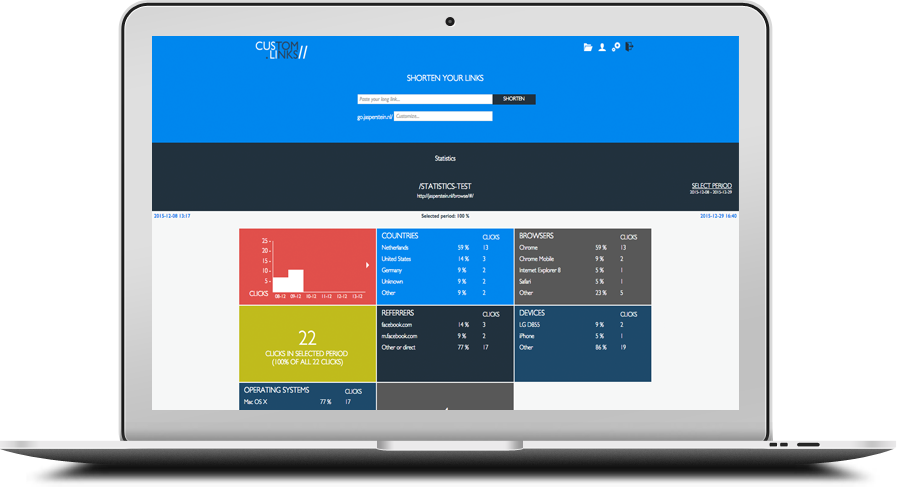 CUSTOM
LINKS//
SHORTEN YOUR LINKS
Paste your long link...
SHORTEN
go.jasperstein.nl/
Customize...
Statistics
/STATISTICS-TEST
http://jasperstein.nl/browse/#/
SELECT PERIOD
2015-12-08 - 2015-12-29
2015-12-08 13:17
Selected period: 100 %
2015-12-29 16:40
25 -
20 -
15 -
10 -
5 -
CLICKS
08-12 09-12 10-12 11-12 12-12 13-12
COUNTRIES CLICKS
Netherlands 59 % 13
United States 14 % 3
Germany 9 % 2
Unknown 9 % 2
Other 9 % 2
BROWSERS CLICKS
Chrome 59 % 13
Chrome Mobile 9 % 2
Internet Explorer 8 5 % 1
Safari 5 % 1
Other 23 % 5
22
CLICKS IN SELECTED PERIOD
(100% OF ALL 22 CLICKS)
REFERRERS CLICKS
facebook.com 14 % 3
m.facebook.com 9 % 2
Other or direct 77 % 17
DEVICES CLICKS
LG D855 9 % 2
iPhone 5 % 1
Other 86 % 19
OPERATING SYSTEMS CLICKS
Mac OS X 77 % 17